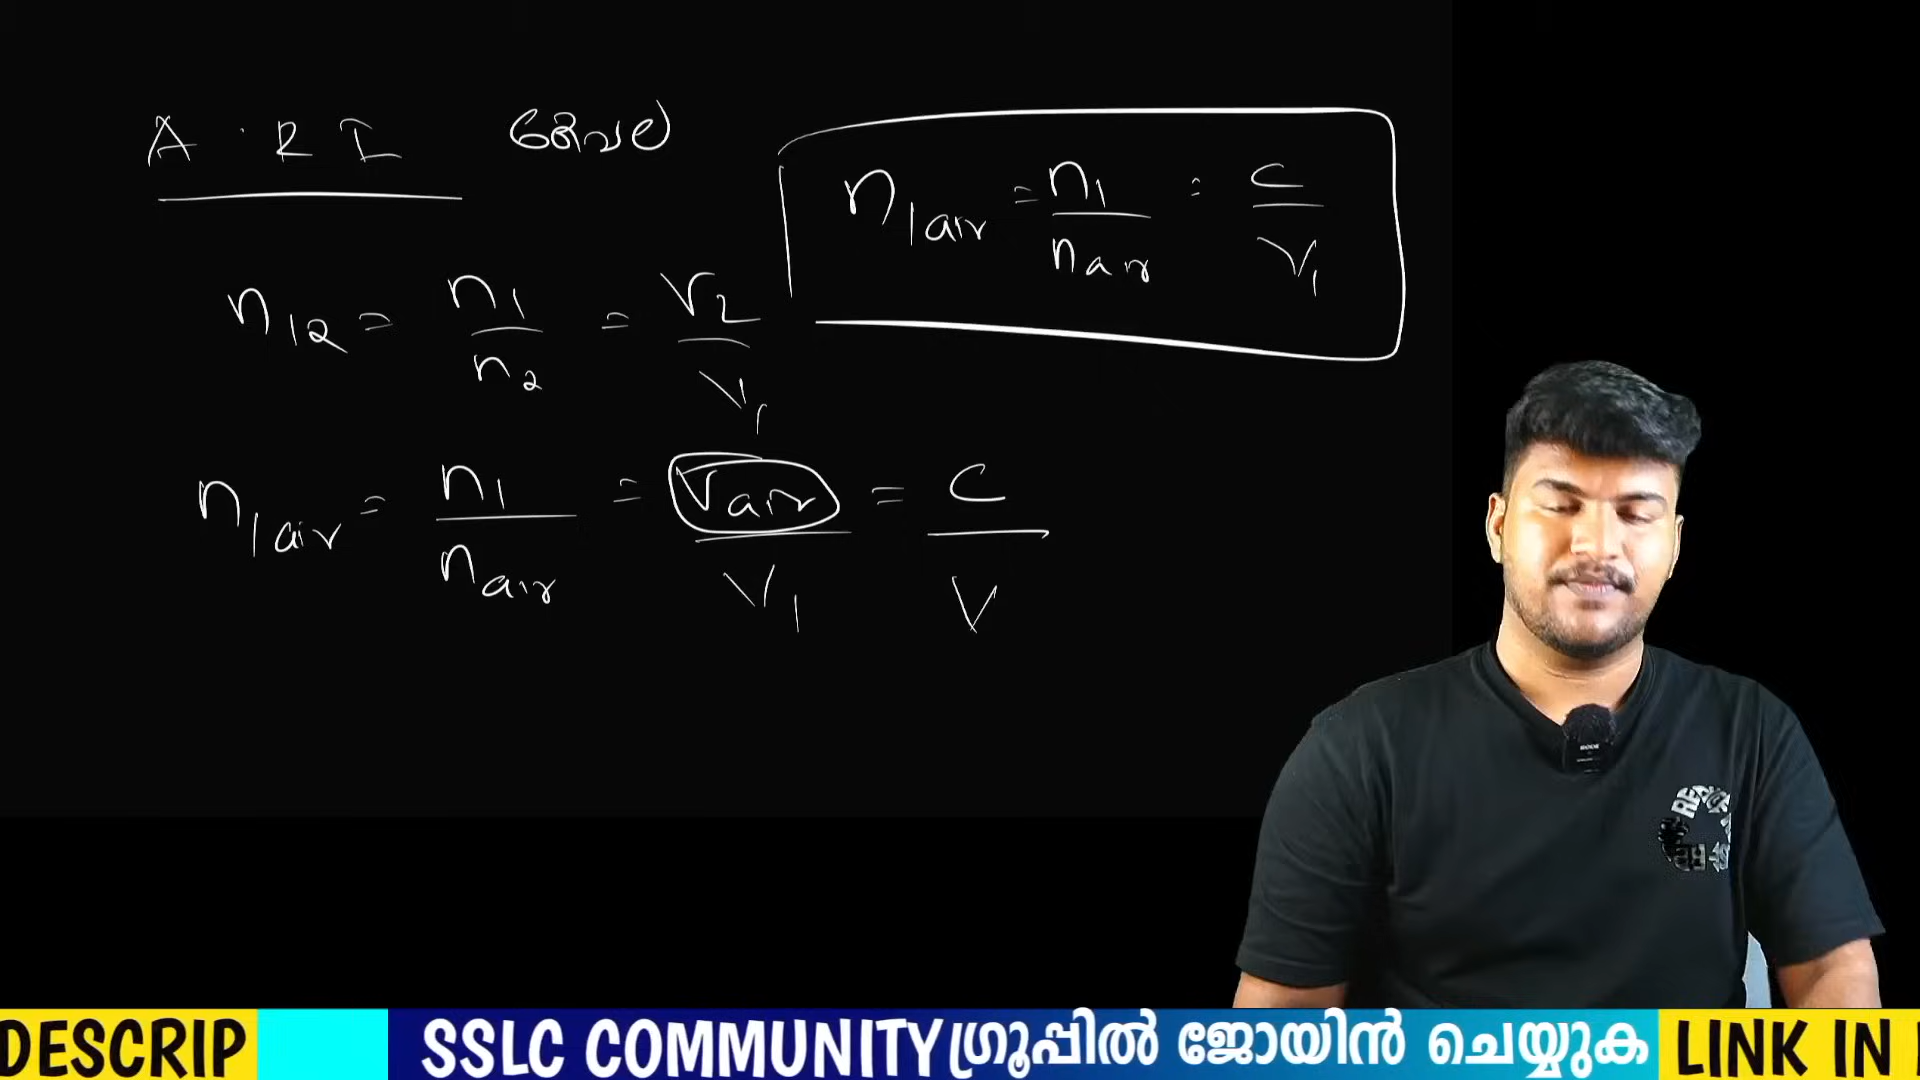 A . R I കേവല
n1air = n1/nair = c/v1
n12 = n1/n2 = v2/v1
n1air = n1/nair = vair/v1 = c/v
DESCRIP SSLC COMMUNITY ഗ്രൂപ്പിൽ ജോയിൻ ചെയ്യുക LINK IN